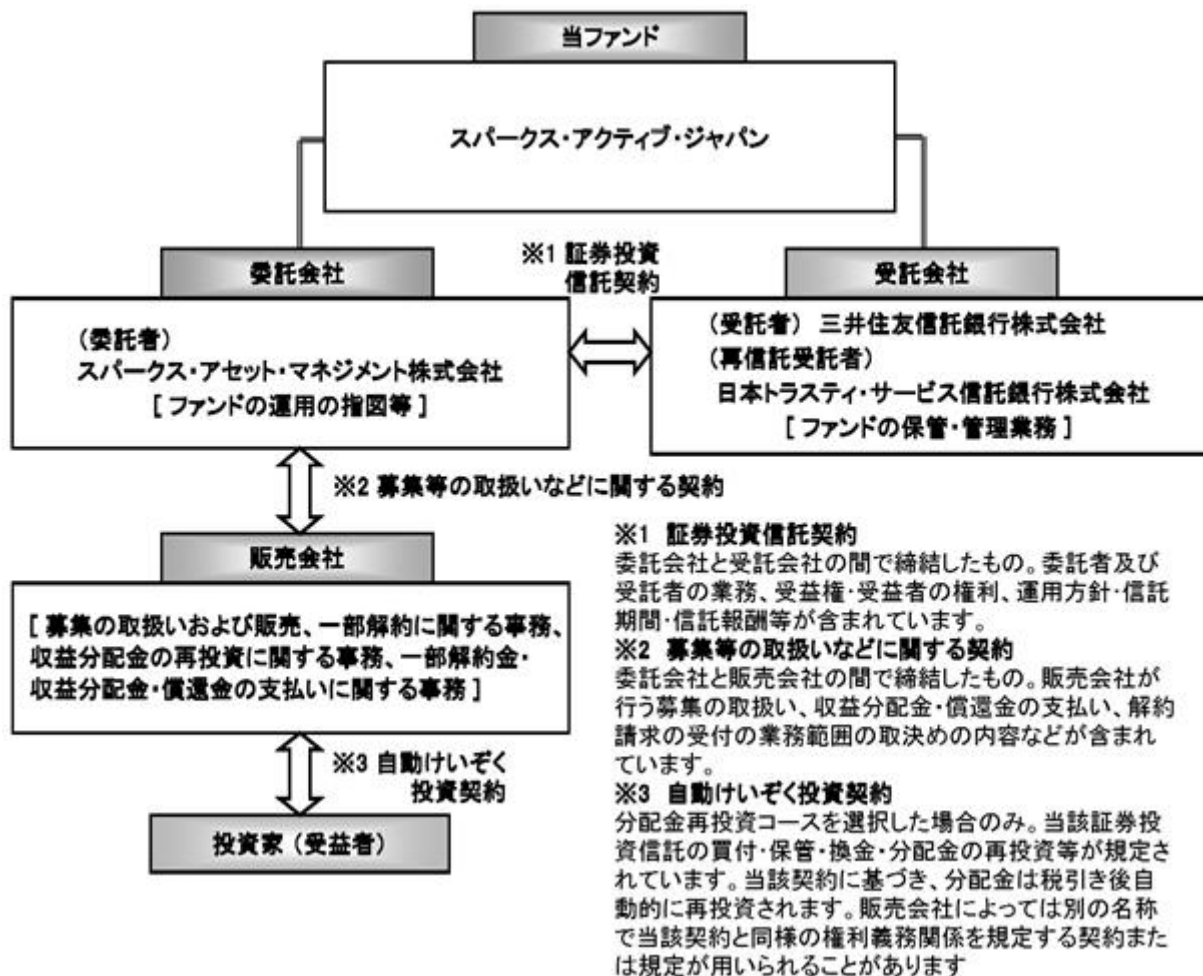 当ファンド
スパークス・アクティブ・ジャパン
委託会社
※1 証券投資
信託契約
受託会社
(委託者)
スパークス・アセット・マネジメント株式会社
[ ファンドの運用の指図等 ]
(受託者) 三井住友信託銀行株式会社
(再信託受託者)
日本トラスティ・サービス信託銀行株式会社
[ ファンドの保管・管理業務 ]
※2 募集等の取扱いなどに関する契約
販売会社
[ 募集の取扱いおよび販売、一部解約に関する事務、
収益分配金の再投資に関する事務、一部解約金・
収益分配金・償還金の支払いに関する事務 ]
※3 自動けいぞく
投資契約
投資家 (受益者)
※1 証券投資信託契約
委託会社と受託会社の間で締結したもの。委託者及び
受託者の業務、受益権・受益者の権利、運用方針・信託
期間・信託報酬等が含まれています。
※2 募集等の取扱いなどに関する契約
委託会社と販売会社の間で締結したもの。販売会社が
行う募集の取扱い、収益分配金・償還金の支払い、解約
請求の受付の業務範囲の取決めの内容などが含まれ
ています。
※3 自動けいぞく投資契約
分配金再投資コースを選択した場合のみ。当該証券投
資信託の買付・保管・換金・分配金の再投資等が規定さ
れています。当該契約に基づき、分配金は税引き後自
動的に再投資されます。販売会社によっては別の名称
で当該契約と同様の権利義務関係を規定する契約また
は規定が用いられることがあります